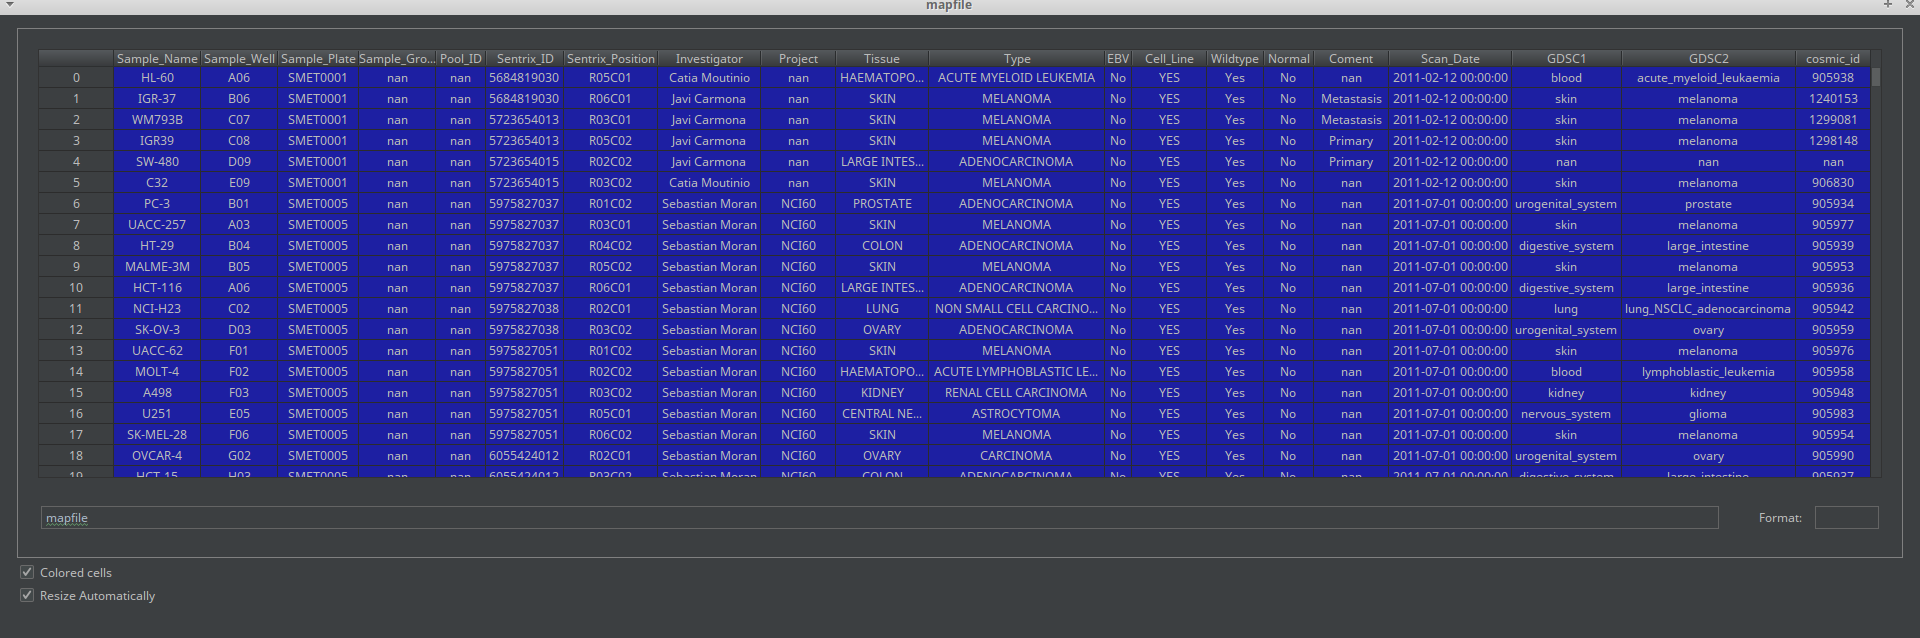 mapfile
Sample_Name Sample_Well Sample_Plate Sample_Gro... Pool_ID Sentrix_ID Sentrix_Position Investigator Project Tissue Type EBV Cell_Line Wildtype Normal Coment Scan_Date GDSC1 GDSC2 cosmic_id
0 HL-60 A06 SMET0001 nan nan 5684819030 R05C01 Catia Moutinio nan HAEMATOPO... ACUTE MYELOID LEUKEMIA No YES Yes No nan 2011-02-12 00:00:00 blood acute_myeloid_leukaemia 905938
1 IGR-37 B06 SMET0001 nan nan 5684819030 R06C01 Javi Carmona nan SKIN MELANOMA No YES Yes No Metastasis 2011-02-12 00:00:00 skin melanoma 1240153
2 WM793B C07 SMET0001 nan nan 5723654013 R03C01 Javi Carmona nan SKIN MELANOMA No YES Yes No Metastasis 2011-02-12 00:00:00 skin melanoma 1299081
3 IGR39 C08 SMET0001 nan nan 5723654013 R05C02 Javi Carmona nan SKIN MELANOMA No YES Yes No Primary 2011-02-12 00:00:00 skin melanoma 1298148
4 SW-480 D09 SMET0001 nan nan 5723654015 R02C02 Javi Carmona nan LARGE INTES... ADENOCARCINOMA No YES Yes No Primary 2011-02-12 00:00:00 nan nan nan
5 C32 E09 SMET0001 nan nan 5723654015 R03C02 Catia Moutinio nan SKIN MELANOMA No YES Yes No nan 2011-02-12 00:00:00 skin melanoma 906830
6 PC-3 B01 SMET0005 nan nan 5975827037 R01C02 Sebastian Moran NCI60 PROSTATE ADENOCARCINOMA No YES Yes No nan 2011-07-01 00:00:00 urogenital_system prostate 905934
7 UACC-257 A03 SMET0005 nan nan 5975827037 R03C01 Sebastian Moran NCI60 SKIN MELANOMA No YES Yes No nan 2011-07-01 00:00:00 skin melanoma 905977
8 HT-29 B04 SMET0005 nan nan 5975827037 R04C02 Sebastian Moran NCI60 COLON ADENOCARCINOMA No YES Yes No nan 2011-07-01 00:00:00 digestive_system large_intestine 905939
9 MALME-3M B05 SMET0005 nan nan 5975827037 R05C02 Sebastian Moran NCI60 SKIN MELANOMA No YES Yes No nan 2011-07-01 00:00:00 skin melanoma 905953
10 HCT-116 A06 SMET0005 nan nan 5975827037 R06C01 Sebastian Moran NCI60 LARGE INTES... ADENOCARCINOMA No YES Yes No nan 2011-07-01 00:00:00 digestive_system large_intestine 905936
11 NCI-H23 C02 SMET0005 nan nan 5975827038 R02C01 Sebastian Moran NCI60 LUNG NON SMALL CELL CARCINO... No YES Yes No nan 2011-07-01 00:00:00 lung lung_NSCLC_adenocarcinoma 905942
12 SK-OV-3 D03 SMET0005 nan nan 5975827038 R03C02 Sebastian Moran NCI60 OVARY ADENOCARCINOMA No YES Yes No nan 2011-07-01 00:00:00 urogenital_system ovary 905959
13 UACC-62 F01 SMET0005 nan nan 5975827051 R01C02 Sebastian Moran NCI60 SKIN MELANOMA No YES Yes No nan 2011-07-01 00:00:00 skin melanoma 905976
14 MOLT-4 F02 SMET0005 nan nan 5975827051 R02C02 Sebastian Moran NCI60 HAEMATOPO... ACUTE LYMPHOBLASTIC LE... No YES Yes No nan 2011-07-01 00:00:00 blood lymphoblastic_leukemia 905958
15 A498 F03 SMET0005 nan nan 5975827051 R03C02 Sebastian Moran NCI60 KIDNEY RENAL CELL CARCINOMA No YES Yes No nan 2011-07-01 00:00:00 kidney kidney 905948
16 U251 E05 SMET0005 nan nan 5975827051 R05C01 Sebastian Moran NCI60 CENTRAL NE... ASTROCYTOMA No YES Yes No nan 2011-07-01 00:00:00 nervous_system glioma 905983
17 SK-MEL-28 F06 SMET0005 nan nan 5975827051 R06C02 Sebastian Moran NCI60 SKIN MELANOMA No YES Yes No nan 2011-07-01 00:00:00 skin melanoma 905954
18 OVCAR-4 G02 SMET0005 nan nan 6055424012 R02C01 Sebastian Moran NCI60 OVARY CARCINOMA No YES Yes No nan 2011-07-01 00:00:00 urogenital_system ovary 905990
19 HCT-15 H03 SMET0005 nan nan 6055424012 R03C02 Sebastian Moran NCI60 COLON ADENOCARCINOMA No YES Yes No nan 2011-07-01 00:00:00 digestive_system large_intestine 905937
mapfile Format:
Colored cells
Resize Automatically